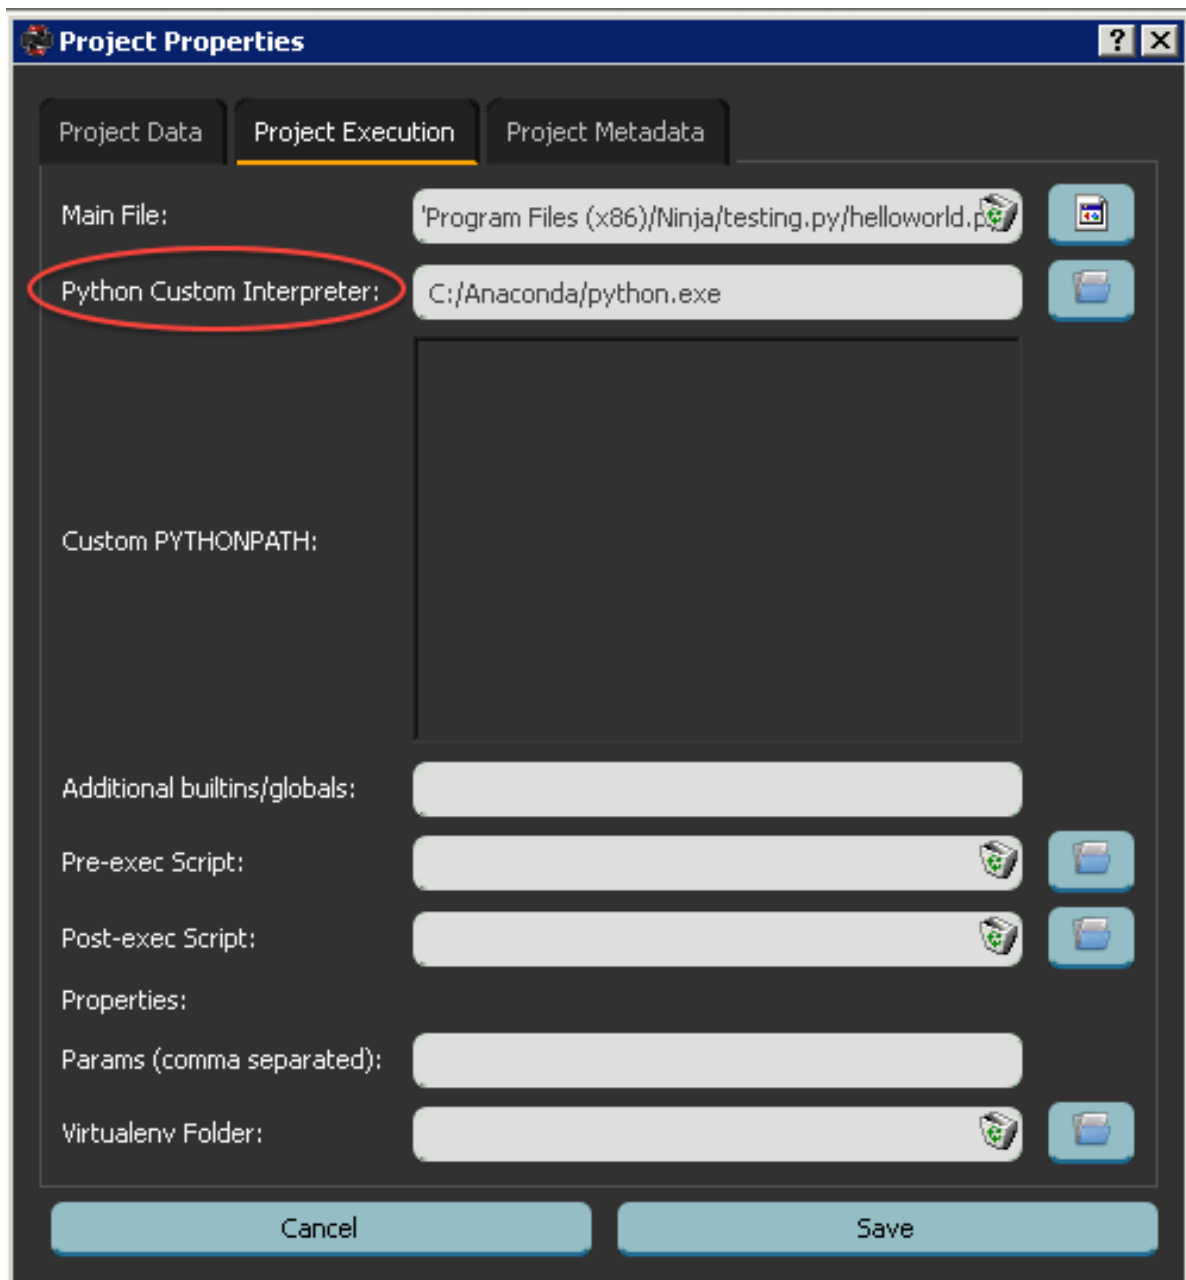 Project Properties
Project Data Project Execution Project Metadata
Main File: 'Program Files (x86)/Ninja/testing.py/helloworld.p
Python Custom Interpreter: C:/Anaconda/python.exe
Custom PYTHONPATH:
Additional builtins/globals:
Pre-exec Script:
Post-exec Script:
Properties:
Params (comma separated):
Virtualenv Folder:
Cancel Save